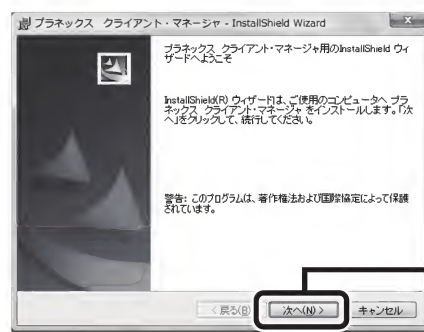 プラネックス クライアント・マネージャ - InstallShield Wizard
プラネックス クライアント・マネージャ用のInstallShield ウィ
ザードへようこそ
InstallShield(R) ウィザードは、ご使用のコンピュータへ プラ
ネックス クライアント・マネージャ をインストールします。「次
へ」をクリックして、続行してください。
警告: このプログラムは、著作権法および国際協定によって保護
されています。
< 戻る(B) 次へ(N) > キャンセル